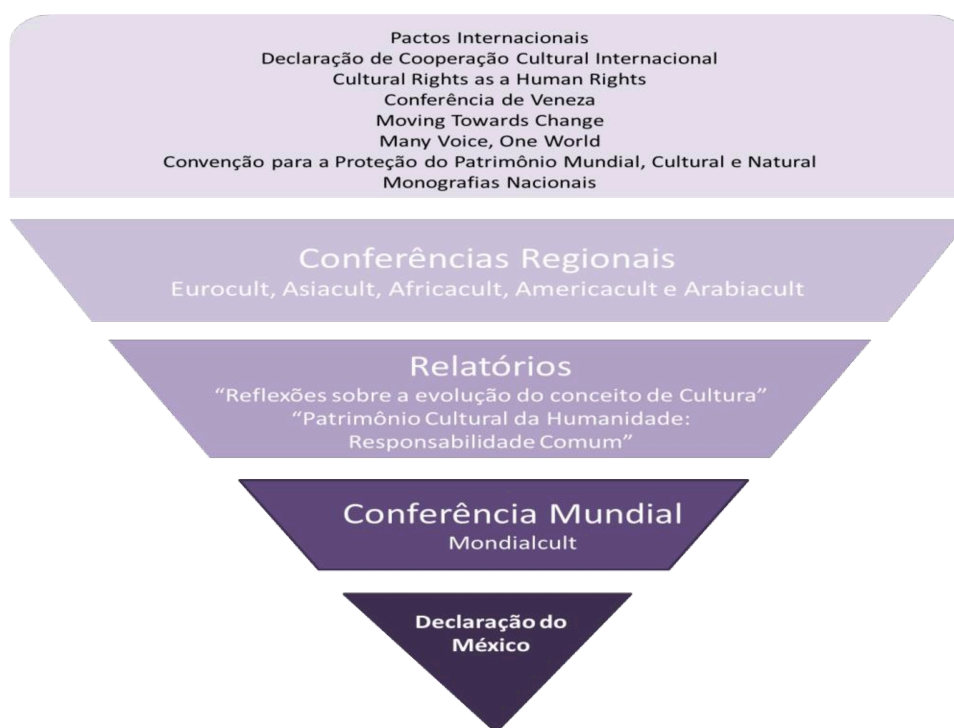 Pactos Internacionais
Declaração de Cooperação Cultural Internacional
Cultural Rights as a Human Rights
Conferência de Veneza
Moving Towards Change
Many Voice, One World
Convenção para a Proteção do Patrimônio Mundial, Cultural e Natural
Monografias Nacionais
Conferências Regionais
Eurocult, Asiacult, Africacult, Americacult e Arabiacult
Relatórios
“Reflexões sobre a evolução do conceito de Cultura”
“Patrimônio Cultural da Humanidade:
Responsabilidade Comum”
Conferência Mundial
Mondialcult
Declaração do
México